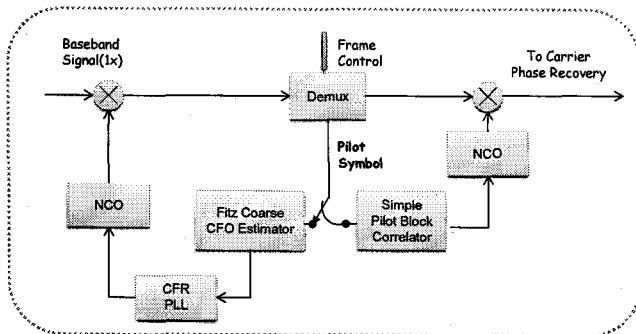 Baseband
Signal(1x)
Frame
Control
To Carrier
Phase Recovery
Demux
Pilot
Symbol
NCO
NCO
Fitz Coarse
CFO Estimator
Simple
Pilot Block
Correlator
CFR
PLL